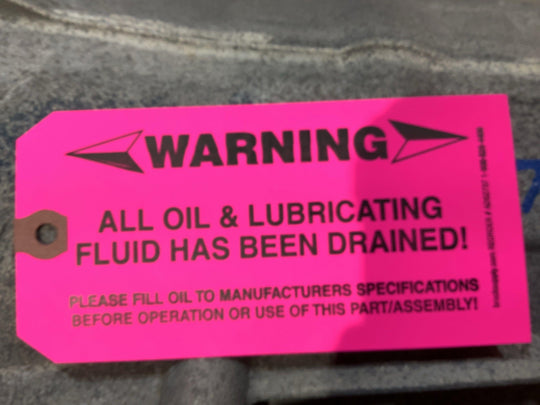 WARNING
ALL OIL & LUBRICATING
FLUID HAS BEEN DRAINED!
PLEASE FILL OIL TO MANUFACTURERS SPECIFICATIONS
BEFORE OPERATION OR USE OF THIS PART/ASSEMBLY!